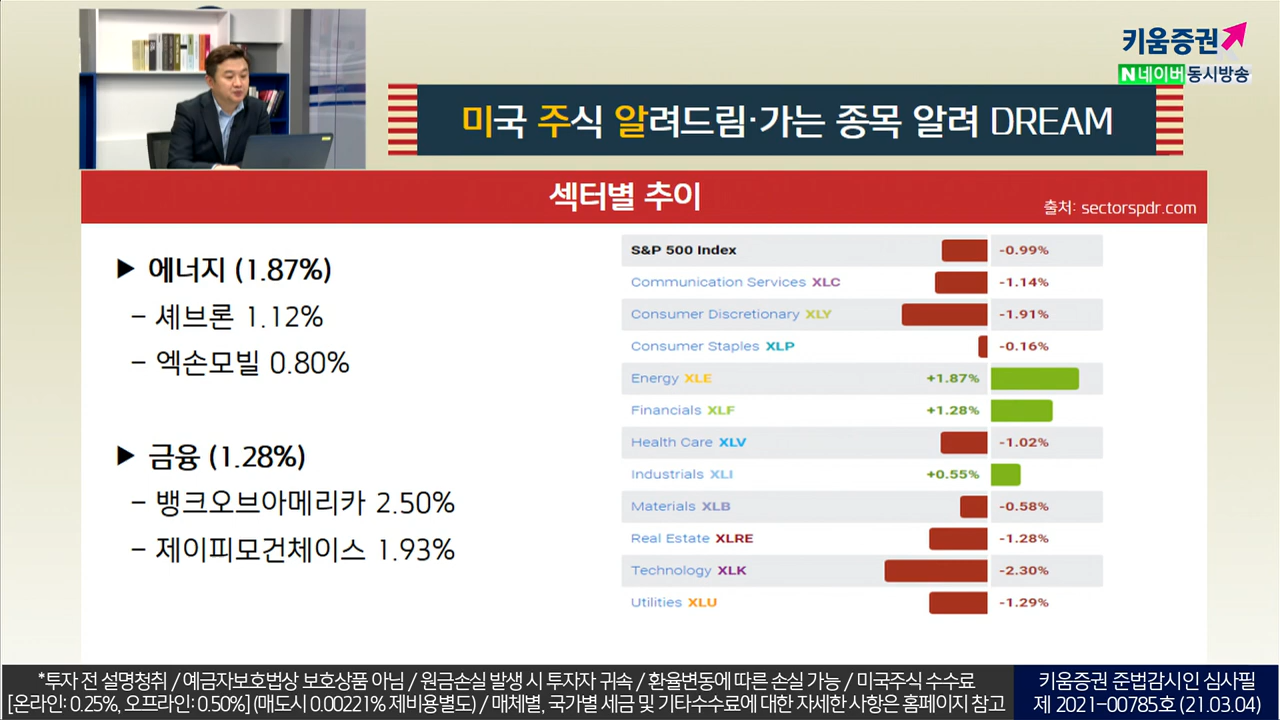 키움증권
N 네이버 동시방송
미국 주식 알려드림·가는 종목 알려 DREAM
섹터별 추이
출처: sectorspdr.com
▶ 에너지 (1.87%)
– 셰브론 1.12%
– 엑손모빌 0.80%
▶ 금융 (1.28%)
– 뱅크오브아메리카 2.50%
– 제이피모건체이스 1.93%
S&P 500 Index -0.99%
Communication Services XLC -1.14%
Consumer Discretionary XLY -1.91%
Consumer Staples XLP -0.16%
Energy XLE +1.87%
Financials XLF +1.28%
Health Care XLV -1.02%
Industrials XLI +0.55%
Materials XLB -0.58%
Real Estate XLRE -1.28%
Technology XLK -2.30%
Utilities XLU -1.29%
*투자 전 설명청취 / 예금자보호법상 보호상품 아님 / 원금손실 발생 시 투자자 귀속 / 환율변동에 따른 손실 가능 / 미국주식 수수료
[온라인: 0.25%, 오프라인: 0.50%] (매도시 0.00221% 제비용별도) / 매체별, 국가별 세금 및 기타수수료에 대한 자세한 사항은 홈페이지 참고
키움증권 준법감시인 심사필
제 2021-00785호 (21.03.04)